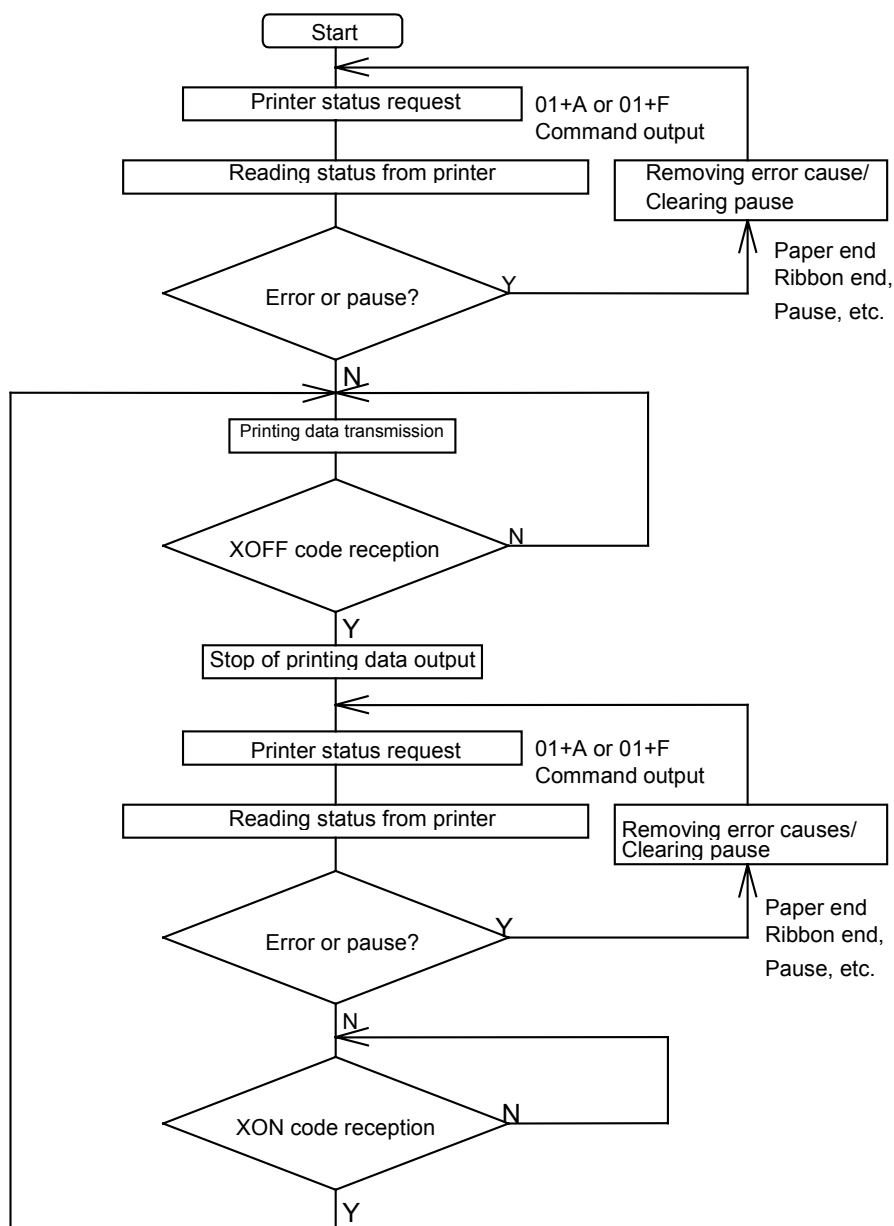 Start
Printer status request
01+A or 01+F
Command output
Reading status from printer
Removing error cause/
Clearing pause
Error or pause?
Y
Paper end
Ribbon end,
Pause, etc.
N
Printing data transmission
XOFF code reception
N
Y
Stop of printing data output
Printer status request
01+A or 01+F
Command output
Reading status from printer
Removing error causes/
Clearing pause
Error or pause?
Y
Paper end
Ribbon end,
Pause, etc.
N
XON code reception
N
Y